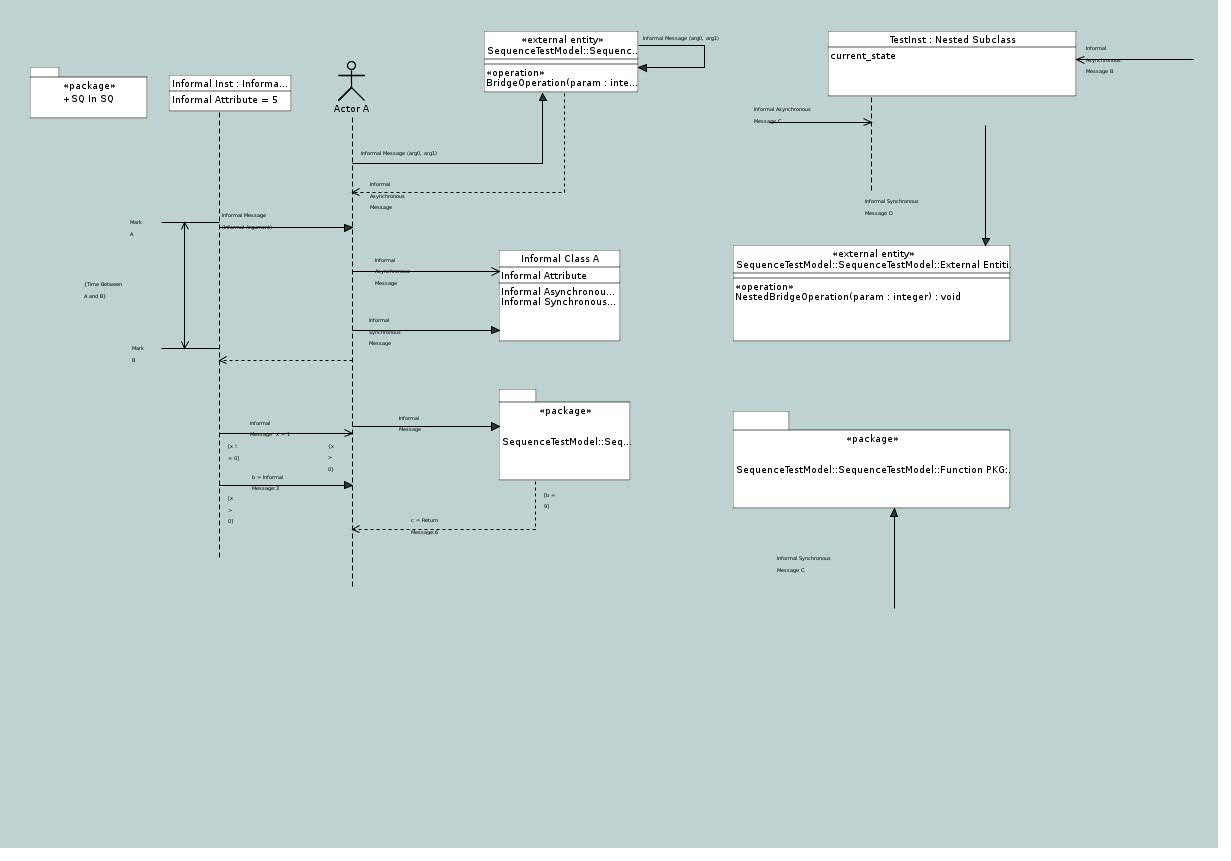 «external entity»
SequenceTestModel::Sequenc...
«operation»
BridgeOperation(param : inte...
Informal Message (arg0, arg1)
TestInst : Nested Subclass
current_state
Informal
Asynchronous
Message B
«package»
+SQ In SQ
Informal Inst : Informa...
Informal Attribute = 5
Actor A
Informal Asynchronous
Message C
Informal Message (arg0, arg1)
Informal
Asynchronous
Message
Informal Synchronous
Message D
Mark
A
Informal Message
(Informal Argument)
{Time Between
A and B}
Informal
Asynchronous
Message
Informal Class A
Informal Attribute
Informal Asynchronou...
Informal Synchronous...
«external entity»
SequenceTestModel::SequenceTestModel::External Entiti.
«operation»
NestedBridgeOperation(param : integer) : void
Informal
Synchronous
Message
Mark
B
Informal
Message x = 1
[x !
= 0]
{x
>
0}
Informal
Message
«package»
SequenceTestModel::Seq...
«package»
SequenceTestModel::SequenceTestModel::Function PKG:.
b = Informal
Message:3
[x
>
0]
[b =
9]
c = Return
Message:6
Informal Synchronous
Message C